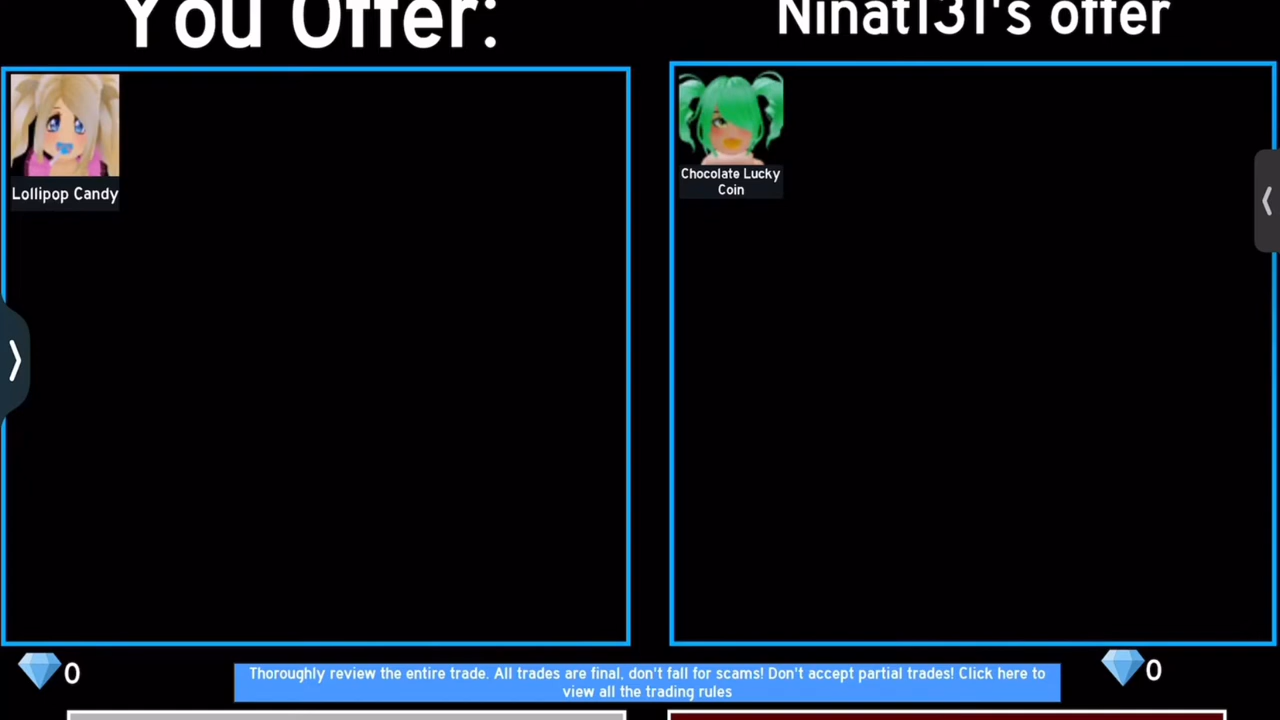 You Offer:
Ninat131's offer
Lollipop Candy
Chocolate Lucky
Coin
0
Thoroughly review the entire trade. All trades are final, don't fall for scams! Don't accept partial trades! Click here to
view all the trading rules
0